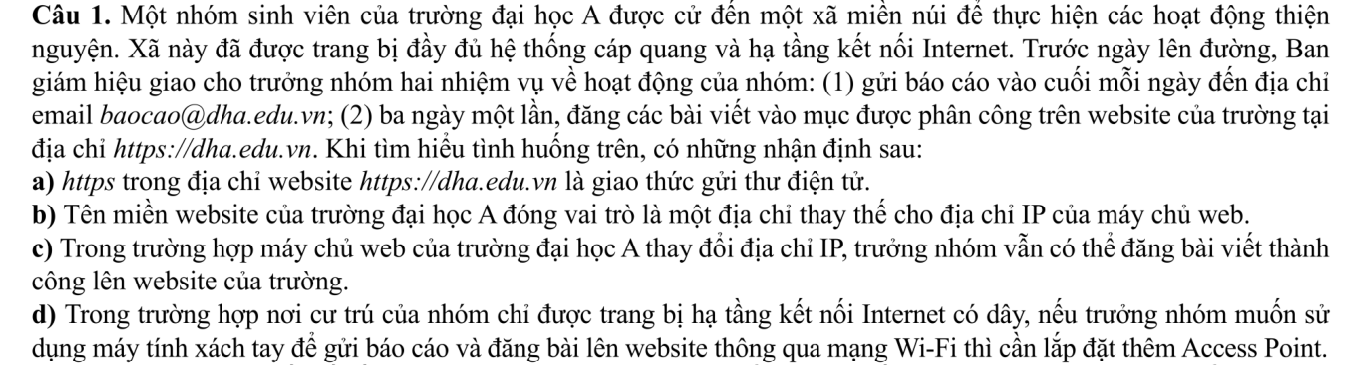 Câu 1. Một nhóm sinh viên của trường đại học A được cử đến một xã miền núi để thực hiện các hoạt động thiện
nguyện. Xã này đã được trang bị đầy đủ hệ thống cáp quang và hạ tầng kết nối Internet. Trước ngày lên đường, Ban
giám hiệu giao cho trưởng nhóm hai nhiệm vụ về hoạt động của nhóm: (1) gửi báo cáo vào cuối mỗi ngày đến địa chỉ
email baocao@dha.edu.vn; (2) ba ngày một lần, đăng các bài viết vào mục được phân công trên website của trường tại
địa chỉ https://dha.edu.vn. Khi tìm hiểu tình huống trên, có những nhận định sau:
a) https trong địa chỉ website https://dha.edu.vn là giao thức gửi thư điện tử.
b) Tên miền website của trường đại học A đóng vai trò là một địa chỉ thay thế cho địa chỉ IP của máy chủ web.
c) Trong trường hợp máy chủ web của trường đại học A thay đổi địa chỉ IP, trưởng nhóm vẫn có thể đăng bài viết thành
công lên website của trường.
d) Trong trường hợp nơi cư trú của nhóm chỉ được trang bị hạ tầng kết nối Internet có dây, nếu trưởng nhóm muốn sử
dụng máy tính xách tay để gửi báo cáo và đăng bài lên website thông qua mạng Wi-Fi thì cần lắp đặt thêm Access Point.